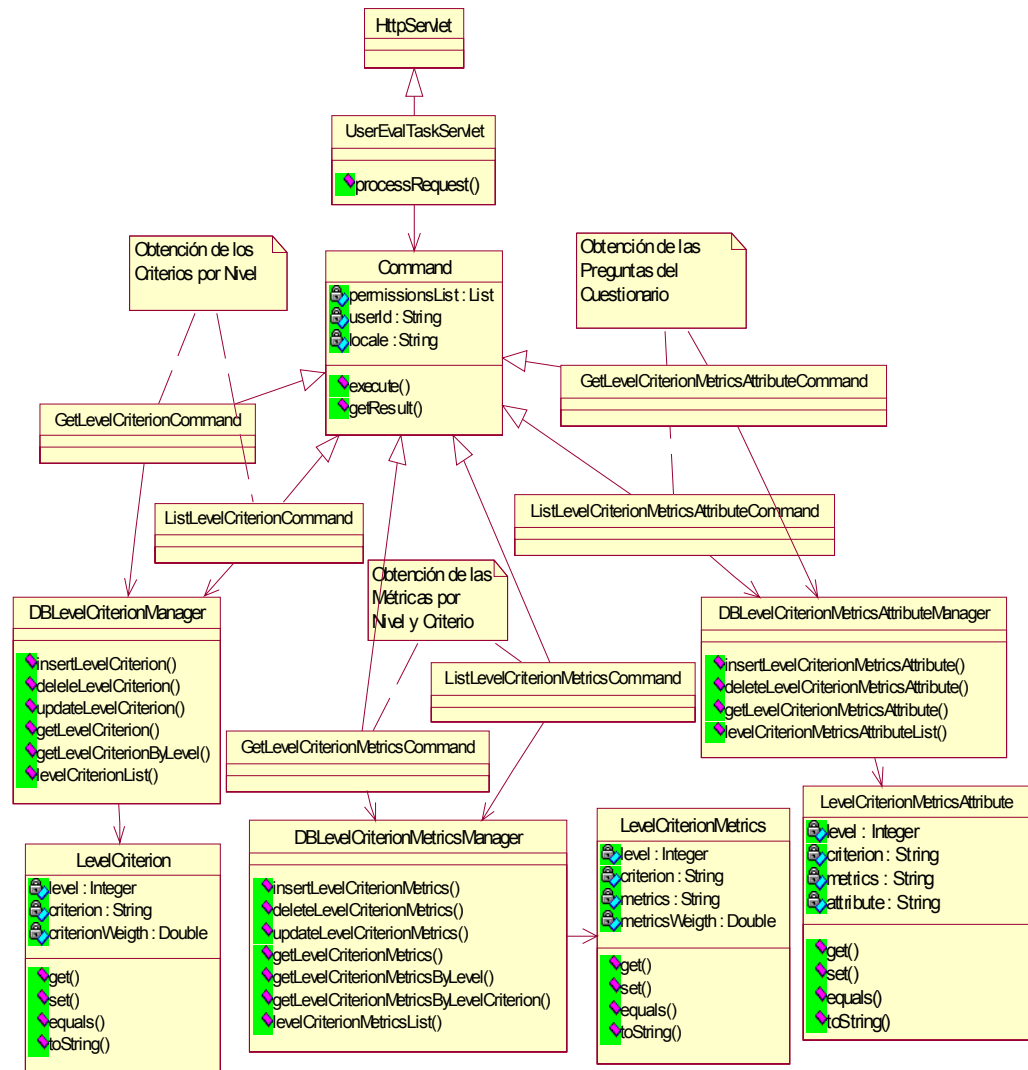 HttpServlet
UserEvalTaskServlet
processRequest()
Obtención de los
Criterios por Nivel
Obtención de las
Preguntas del
Cuestionario
Command
permissionsList : List
userId : String
locale : String
execute()
getResult()
GetLevelCriterionCommand
GetLevelCriterionMetricsAttributeCommand
ListLevelCriterionCommand
ListLevelCriterionMetricsAttributeCommand
Obtención de las
Métricas por
Nivel y Criterio
DBLevelCriterionManager
insertLevelCriterion()
deleleLevelCriterion()
updateLevelCriterion()
getLevelCriterion()
getLevelCriterionByLevel()
levelCriterionList()
DBLevelCriterionMetricsAttributeManager
insertLevelCriterionMetricsAttribute()
deleteLevelCriterionMetricsAttribute()
getLevelCriterionMetricsAttribute()
levelCriterionMetricsAttributeList()
ListLevelCriterionMetricsCommand
GetLevelCriterionMetricsCommand
LevelCriterion
level : Integer
criterion : String
criterionWeigth : Double
get()
set()
equals()
toString()
DBLevelCriterionMetricsManager
insertLevelCriterionMetrics()
deleteLevelCriterionMetrics()
updateLevelCriterionMetrics()
getLevelCriterionMetrics()
getLevelCriterionMetricsByLevel()
getLevelCriterionMetricsByLevelCriterion()
levelCriterionMetricsList()
LevelCriterionMetrics
level : Integer
criterion : String
metrics : String
metricsWeigth : Double
get()
set()
equals()
toString()
LevelCriterionMetricsAttribute
level : Integer
criterion : String
metrics : String
attribute : String
get()
set()
equals()
toString()